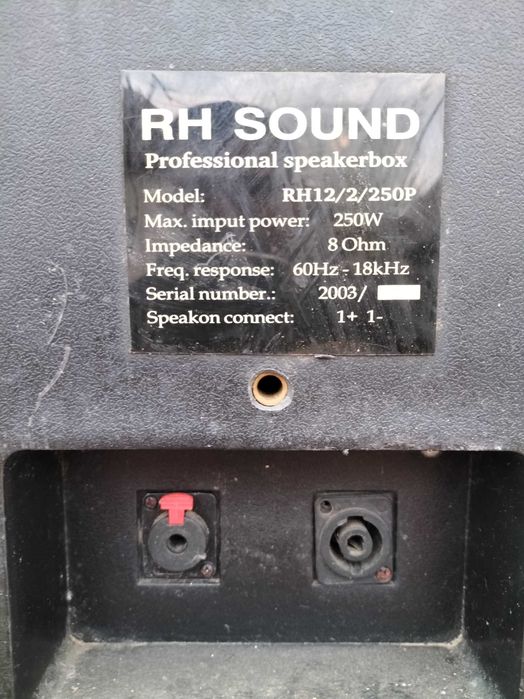 RH SOUND
Professional speakerbox
Model: RH12/2/250P
Max. imput power: 250W
Impedance: 8 Ohm
Freq. response: 60Hz - 18kHz
Serial number.: 2003/
Speakon connect: 1+ 1-